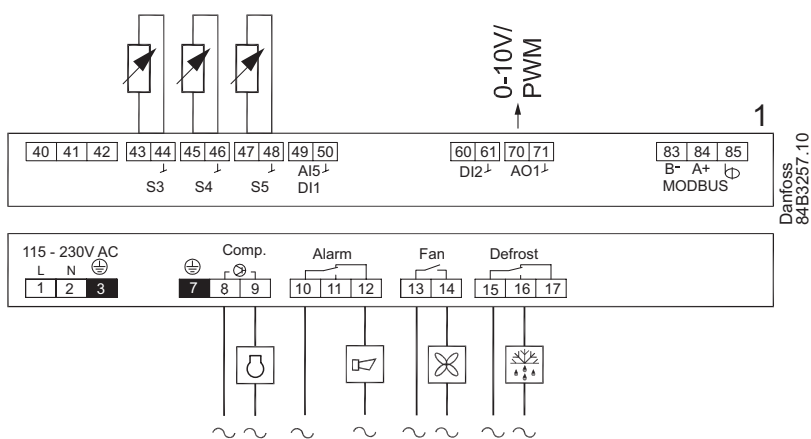 0-10V/
PWM
1
40 41 42 43 44 45 46 47 48 49 50 60 61 70 71 83 84 85
S3 S4 S5 AI5 DI2 AO1 B- A+
DI1 MODBUS
Danfoss
84B3257.10
115 - 230V AC Comp. Alarm Fan Defrost
L N
1 2 3 7 8 9 10 11 12 13 14 15 16 17